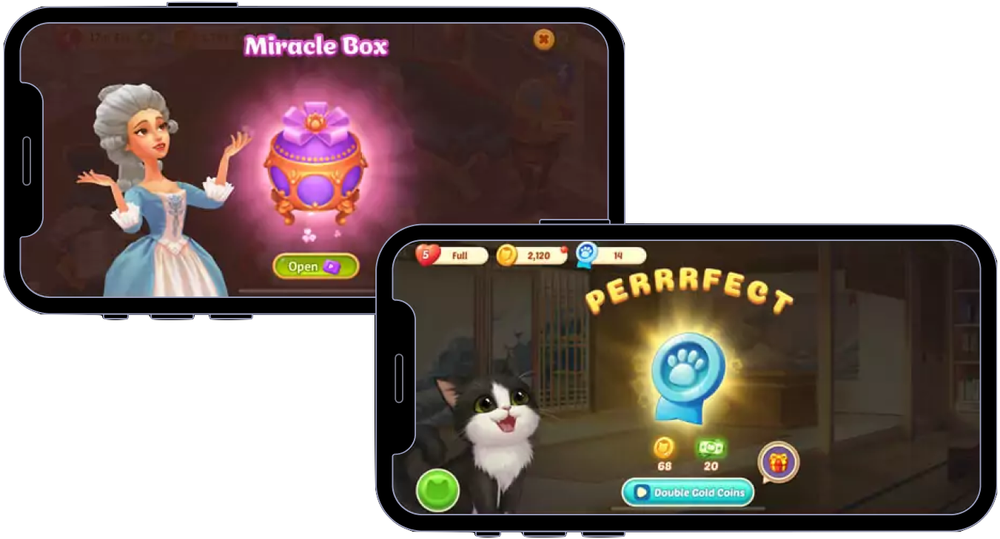 Miracle Box
Open
5 Full 2,120 14
PERRRFECT
68 20
Double Gold Coins